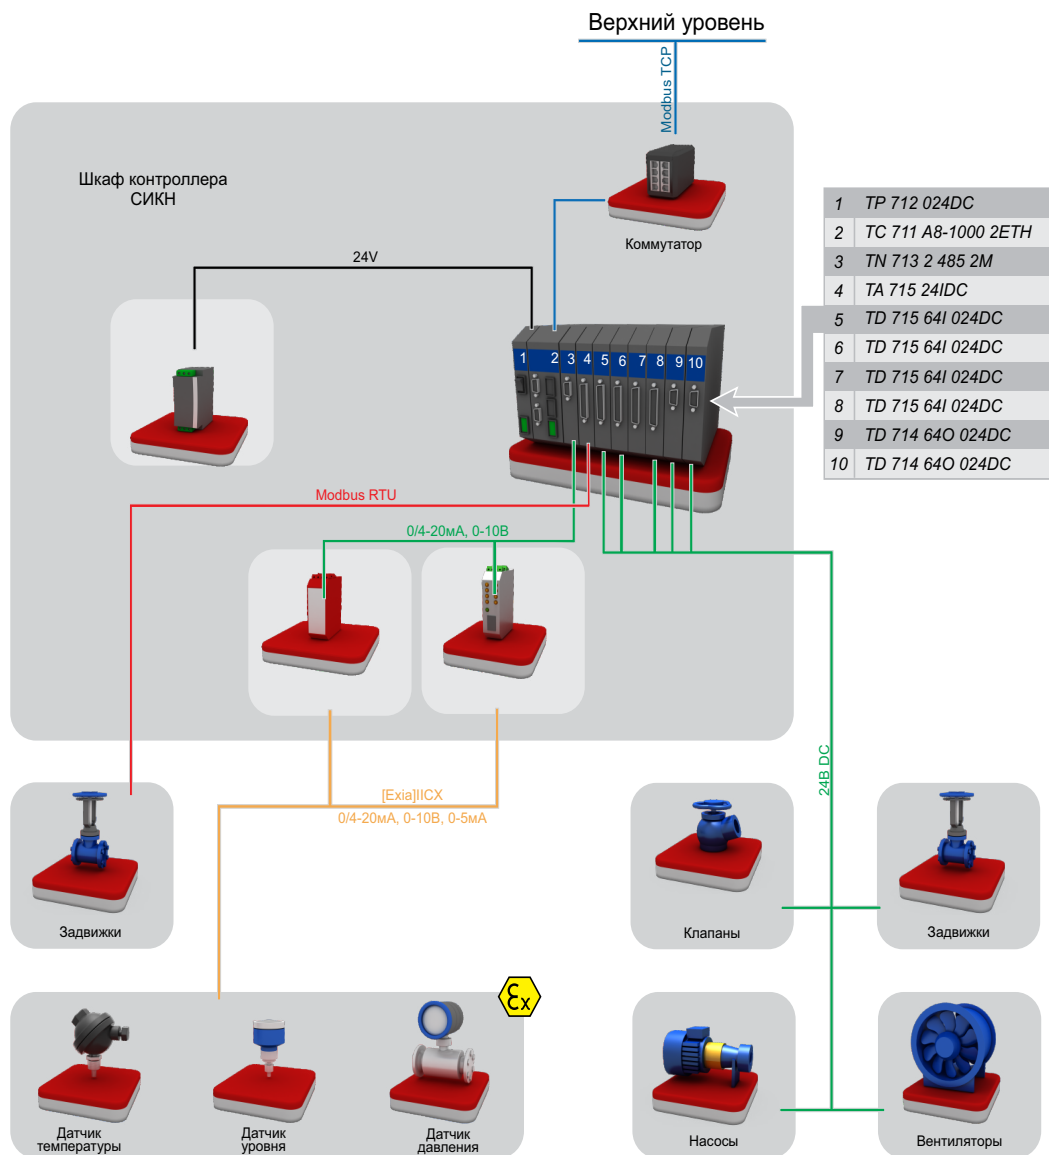 Верхний уровень
Modbus TCP
Шкаф контроллера
СИКН
Коммутатор
24V
1 TP 712 024DC
2 TC 711 A8-1000 2ETH
3 TN 713 2 485 2M
4 TA 715 24IDC
5 TD 715 64I 024DC
6 TD 715 64I 024DC
7 TD 715 64I 024DC
8 TD 715 64I 024DC
9 TD 714 64O 024DC
10 TD 714 64O 024DC
1 2 3 4 5 6 7 8 9 10
Modbus RTU
0/4-20мА, 0-10В
24В DC
[Exia]IICX
0/4-20мА, 0-10В, 0-5мА
Задвижки
Клапаны
Задвижки
Ex
Датчик
температуры
Датчик
уровня
Датчик
давления
Насосы
Вентиляторы